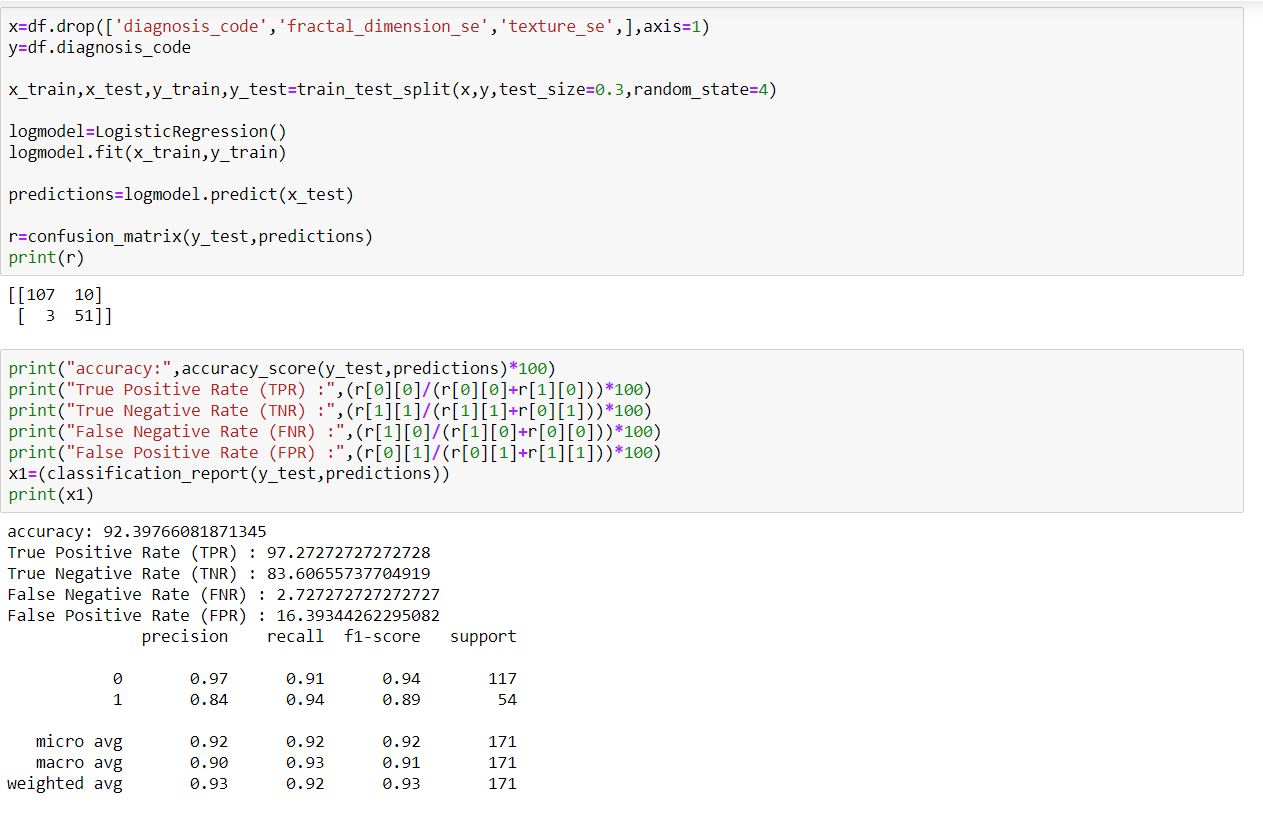 x=df.drop(['diagnosis_code','fractal_dimension_se','texture_se',],axis=1)
y=df.diagnosis_code
x_train,x_test,y_train,y_test=train_test_split(x,y,test_size=0.3,random_state=4)
logmodel=LogisticRegression()
logmodel.fit(x_train,y_train)
predictions=logmodel.predict(x_test)
r=confusion_matrix(y_test,predictions)
print(r)
[[107  10]
 [  3  51]]
print("accuracy:",accuracy_score(y_test,predictions)*100)
print("True Positive Rate (TPR) :",(r[0][0]/(r[0][0]+r[1][0]))*100)
print("True Negative Rate (TNR) :",(r[1][1]/(r[1][1]+r[0][1]))*100)
print("False Negative Rate (FNR) :",(r[1][0]/(r[1][0]+r[0][0]))*100)
print("False Positive Rate (FPR) :",(r[0][1]/(r[0][1]+r[1][1]))*100)
x1=(classification_report(y_test,predictions))
print(x1)
accuracy: 92.39766081871345
True Positive Rate (TPR) : 97.27272727272728
True Negative Rate (TNR) : 83.60655737704919
False Negative Rate (FNR) : 2.727272727272727
False Positive Rate (FPR) : 16.39344262295082
              precision    recall  f1-score   support
           0       0.97      0.91      0.94       117
           1       0.84      0.94      0.89        54
   micro avg       0.92      0.92      0.92       171
   macro avg       0.90      0.93      0.91       171
weighted avg       0.93      0.92      0.93       171